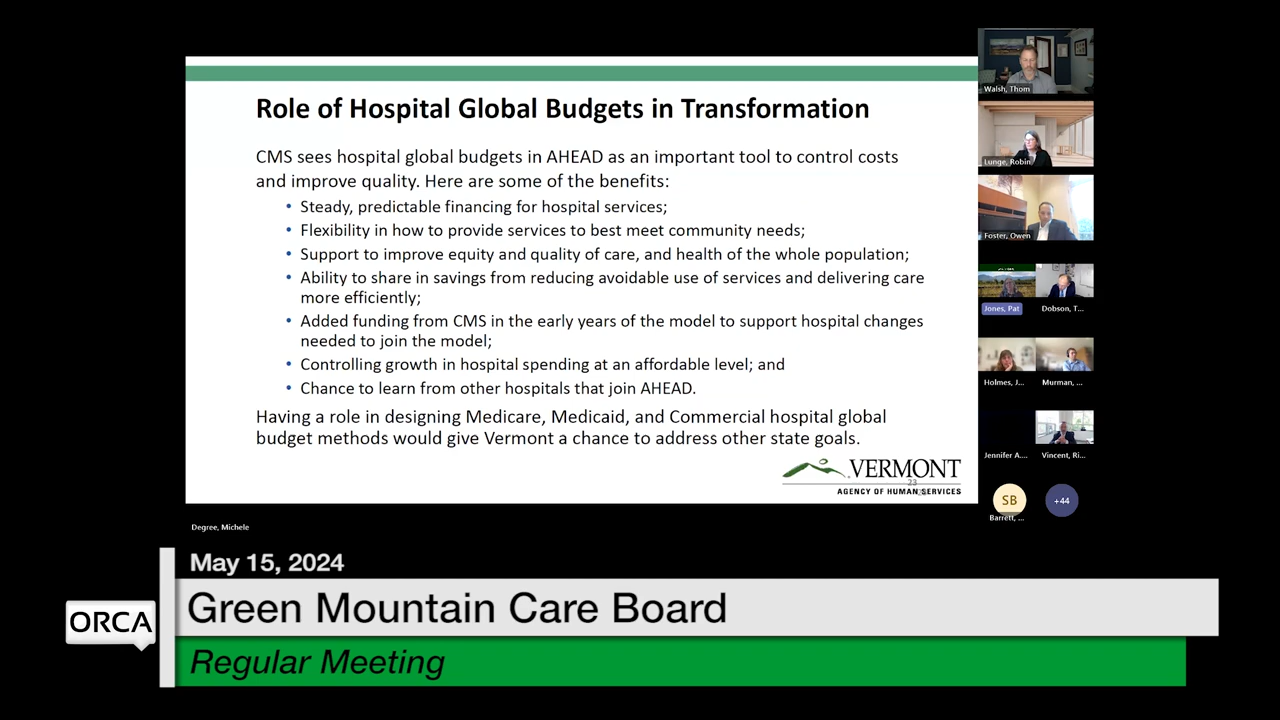 Role of Hospital Global Budgets in Transformation
CMS sees hospital global budgets in AHEAD as an important tool to control costs
and improve quality. Here are some of the benefits:
• Steady, predictable financing for hospital services;
• Flexibility in how to provide services to best meet community needs;
• Support to improve equity and quality of care, and health of the whole population;
• Ability to share in savings from reducing avoidable use of services and delivering care
more efficiently;
• Added funding from CMS in the early years of the model to support hospital changes
needed to join the model;
• Controlling growth in hospital spending at an affordable level; and
• Chance to learn from other hospitals that join AHEAD.
Having a role in designing Medicare, Medicaid, and Commercial hospital global
budget methods would give Vermont a chance to address other state goals.
VERMONT
23
AGENCY OF HUMAN SERVICES
Walsh, Thom
Lunge, Robin
Foster, Owen
Jones, Pat
Dobson, T...
Holmes, J...
Murman, ...
Jennifer A....
Vincent, Ri...
SB
+44
Barrett, ...
Degree, Michele
May 15, 2024
ORCA
Green Mountain Care Board
Regular Meeting